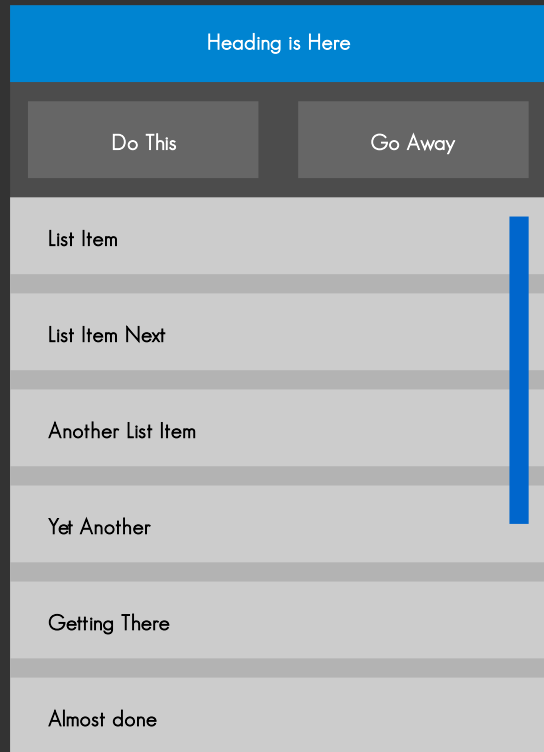 Heading is Here
Do This
Go Away
List Item
List Item Next
Another List Item
Yet Another
Getting There
Almost done